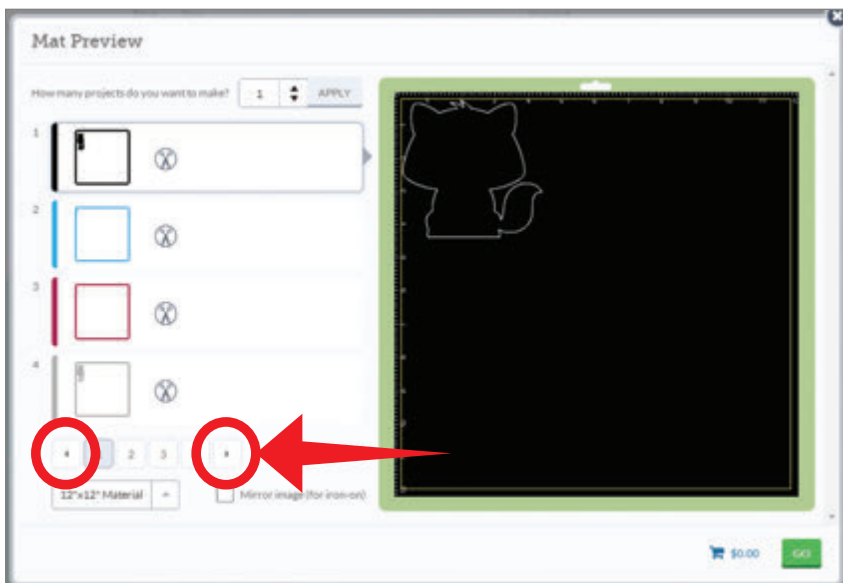 Mat Preview
How many projects do you want to make? 1 APPLY
1
2
3
4
1 2 3
12"x12" Material
Mirror image (for iron-on)
$0.00 GO